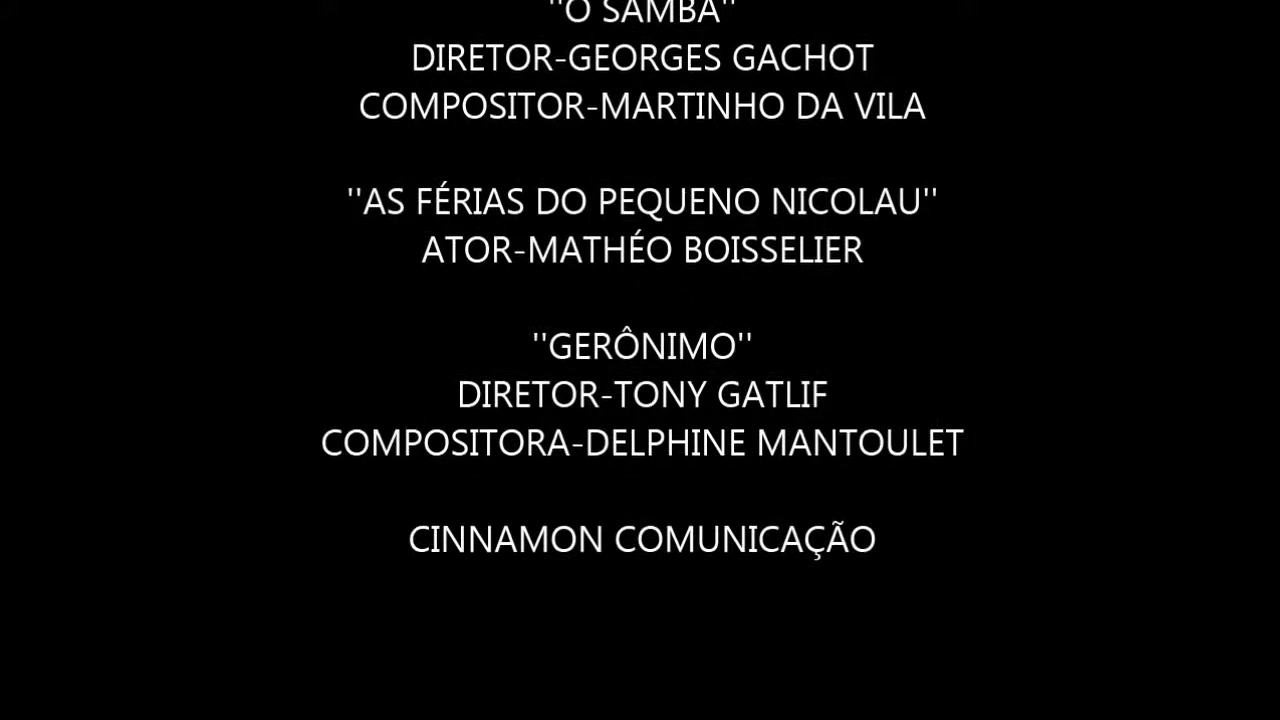 ''O SAMBA''
DIRETOR-GEORGES GACHOT
COMPOSITOR-MARTINHO DA VILA
''AS FÉRIAS DO PEQUENO NICOLAU''
ATOR-MATHÉO BOISSELIER
''GERÔNIMO''
DIRETOR-TONY GATLIF
COMPOSITORA-DELPHINE MANTOULET
CINNAMON COMUNICAÇÃO